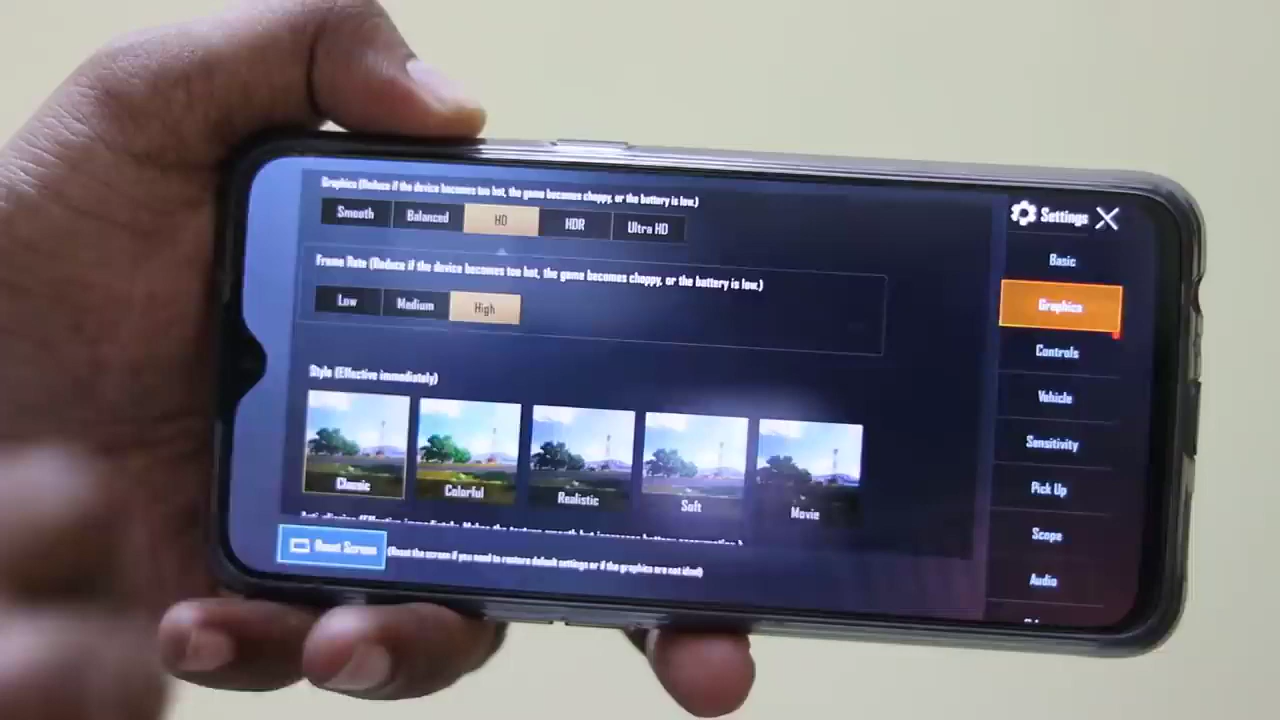 Graphics (Reduce if the device becomes too hot, the game becomes choppy, or the battery is low.)
Smooth Balanced HD HDR Ultra HD
Frame Rate (Reduce if the device becomes too hot, the game becomes choppy, or the battery is low.)
Low Medium High
Style (Effective immediately)
Classic Colorful Realistic Soft Movie
Reset Screen (Reset the screen if you need to restore default settings or if the graphics are not ideal)
Settings
Basic
Graphics
Controls
Vehicle
Sensitivity
Pick Up
Scope
Audio